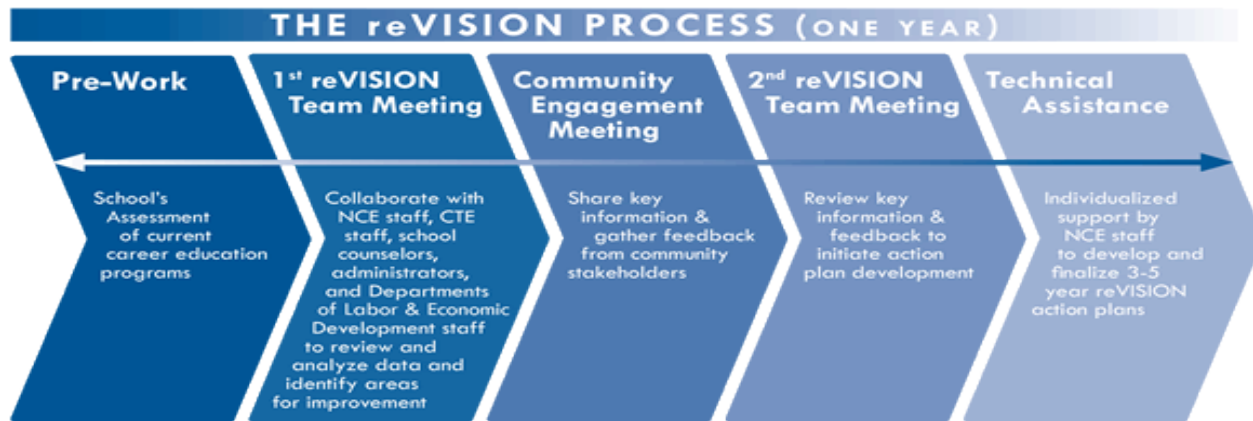 THE reVISION PROCESS (ONE YEAR)
Pre-Work
School's
Assessment
of current
career education
programs
1st reVISION
Team Meeting
Collaborate with
NCE staff, CTE
staff, school
counselors,
administrators,
and Departments
of Labor & Economic
Development staff
to review and
analyze data and
identify areas
for improvement
Community
Engagement
Meeting
Share key
information &
gather feedback
from community
stakeholders
2nd reVISION
Team Meeting
Review key
information &
feedback to
initiate action
plan development
Technical
Assistance
Individualized
support by
NCE staff
to develop and
finalize 3-5
year reVISION
action plans